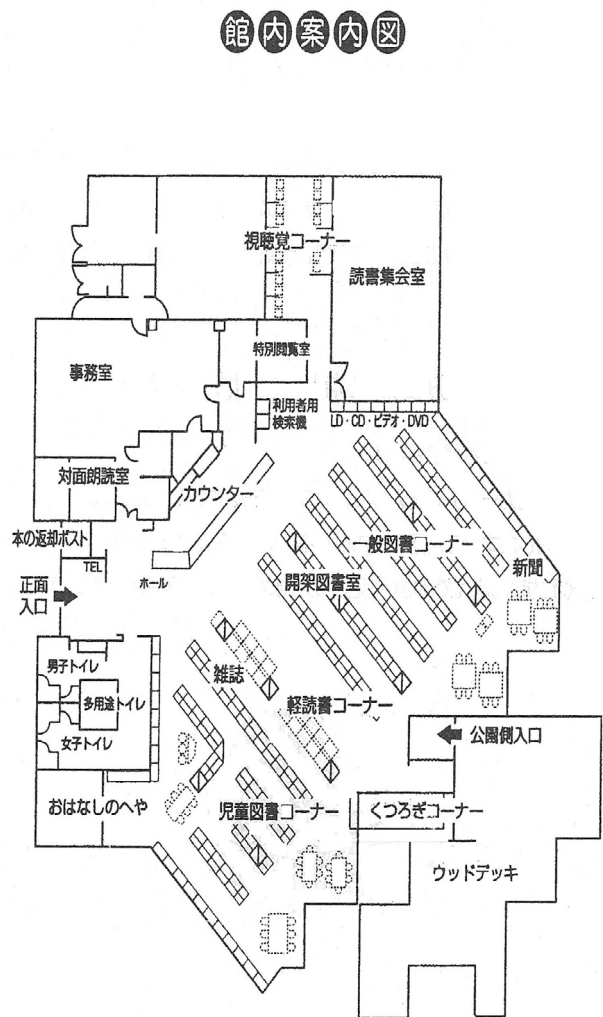 館内案内図
視聴覚コーナー
読書集会室
特別閲覧室
事務室
利用者用
検索機
LD・CD・ビデオ・DVD
対面朗読室
カウンター
一般図書コーナー
本の返却ポスト
TEL
ホール
新聞
開架図書室
正面
入口
男子トイレ
雑誌
多用途トイレ
軽読書コーナー
女子トイレ
公園側入口
おはなしのへや
児童図書コーナー
くつろぎコーナー
ウッドデッキ